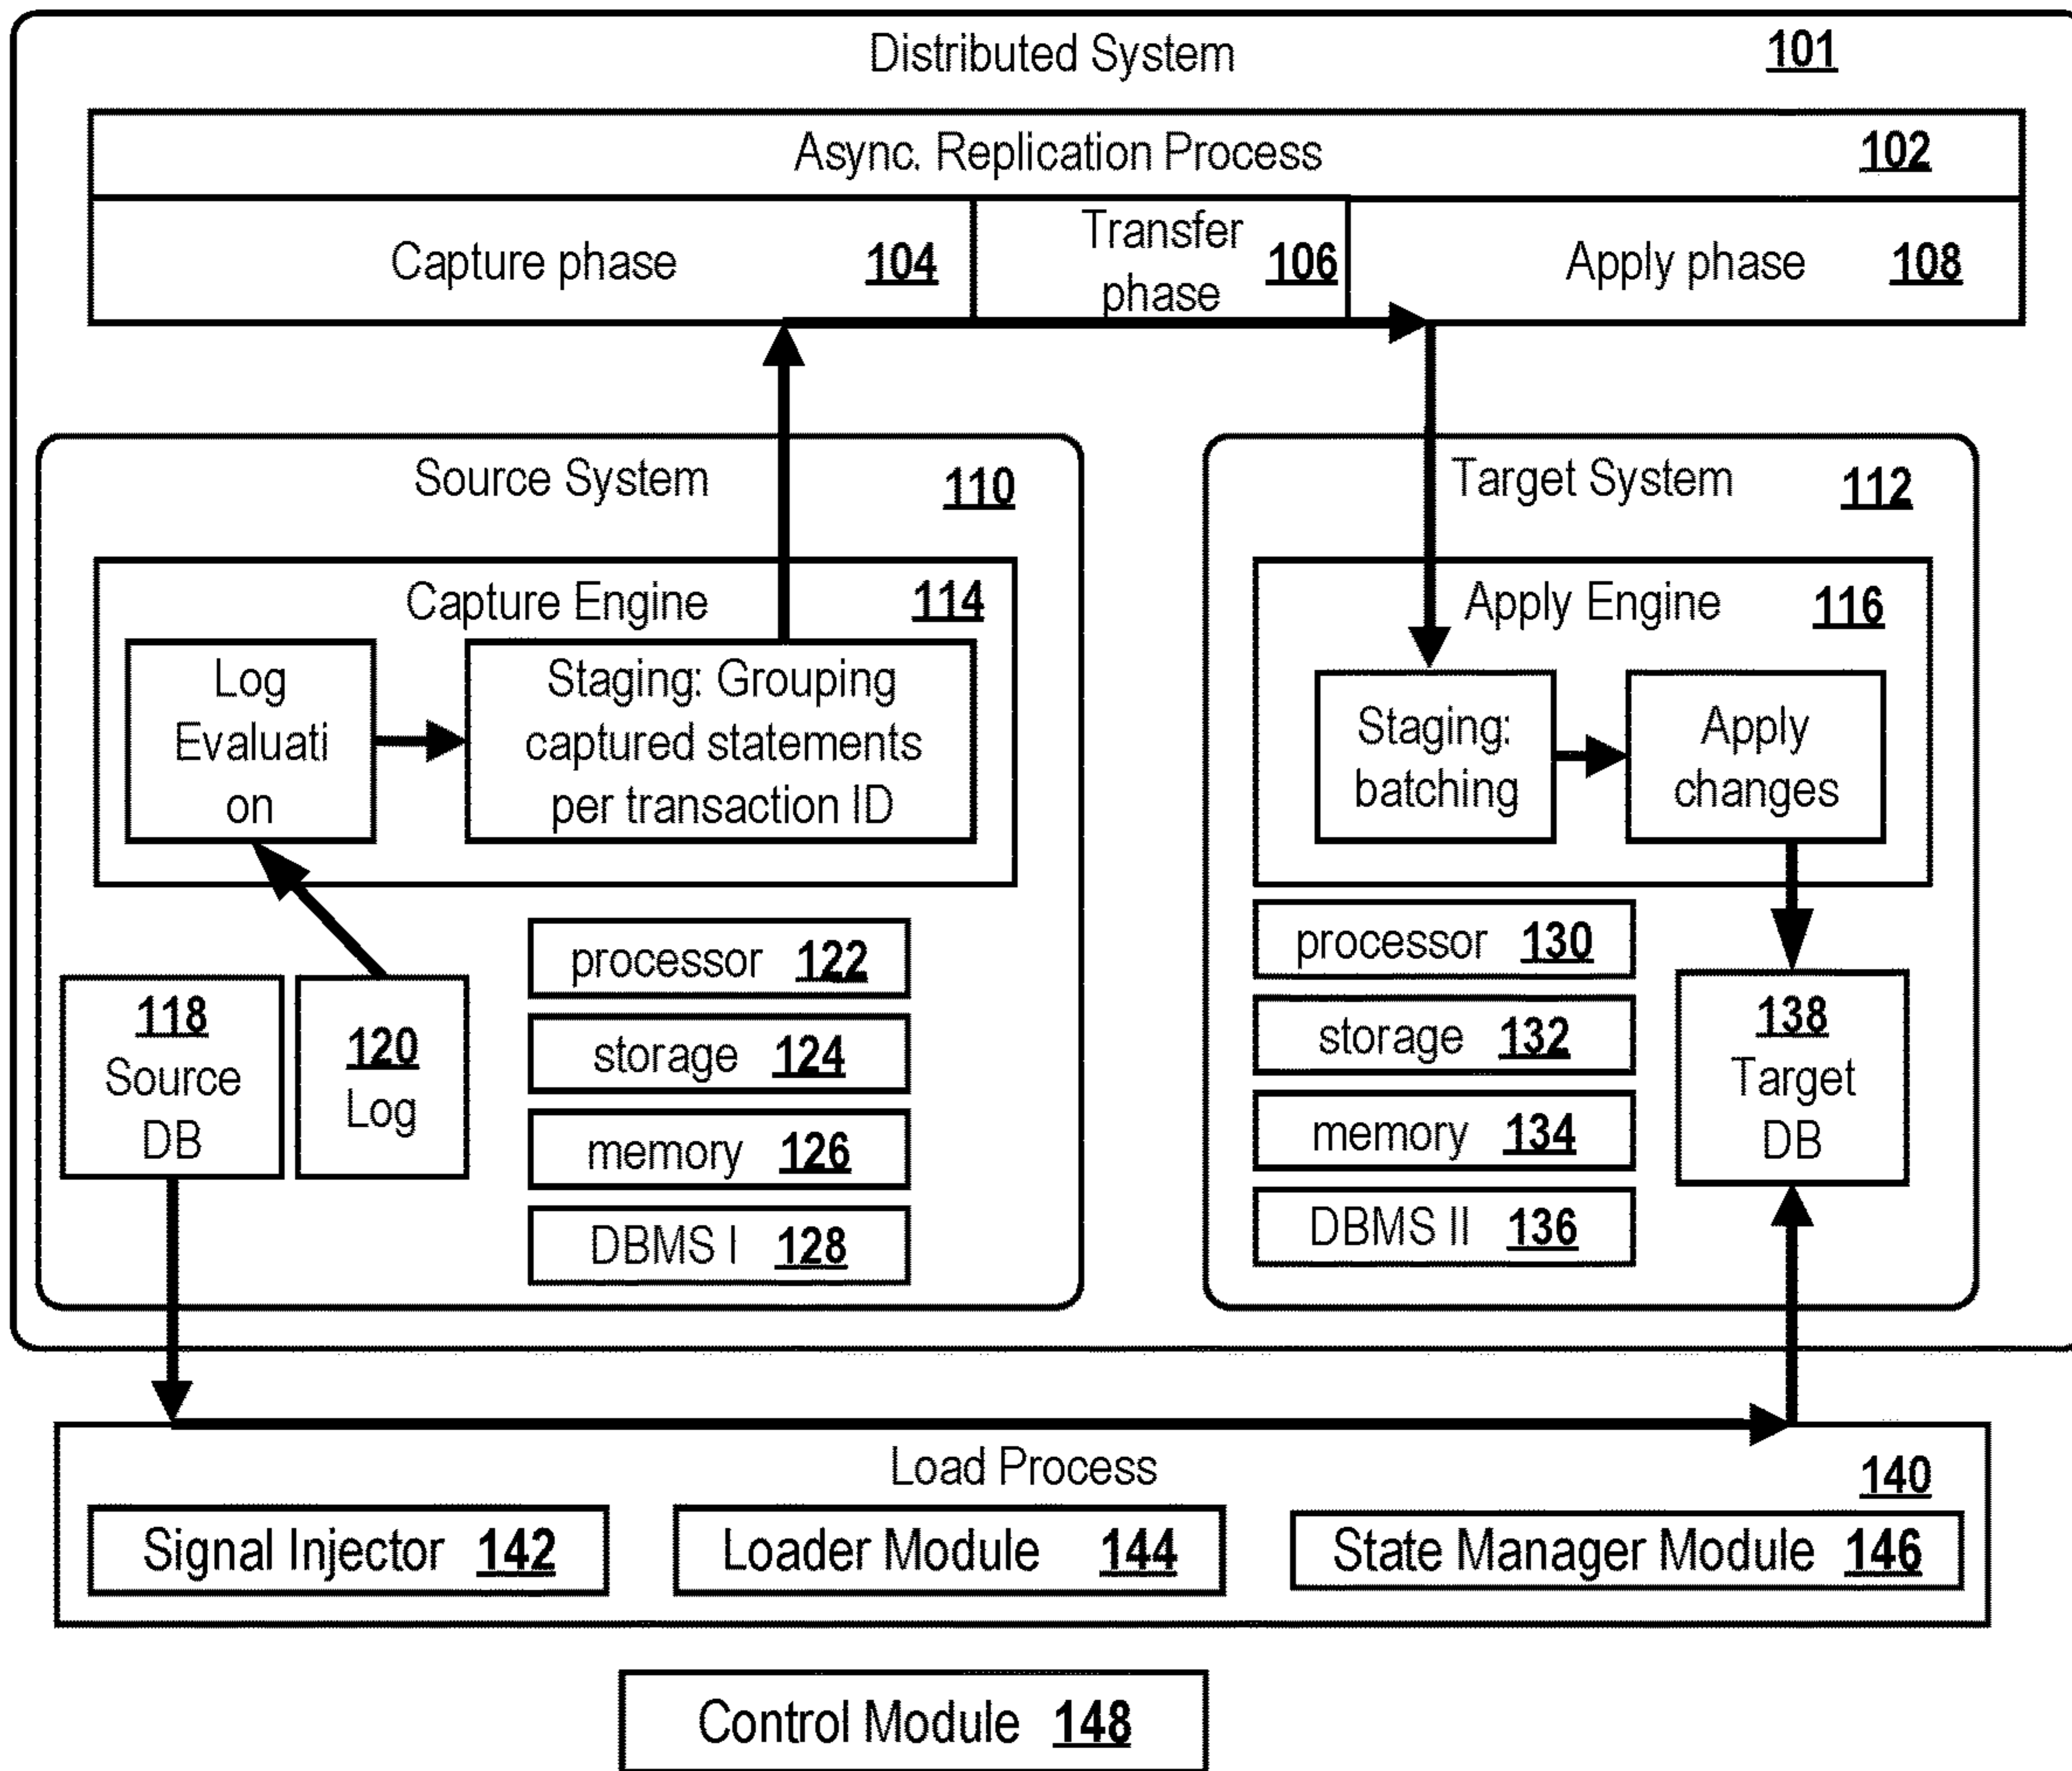 Distributed System 101
Async. Replication Process 102
Capture phase 104
Transfer
phase 106
Apply phase 108
Source System 110
Capture Engine 114
Log
Evaluati
on
Staging: Grouping
captured statements
per transaction ID
118
Source
DB
120
Log
processor 122
storage 124
memory 126
DBMS I 128
Target System 112
Apply Engine 116
Staging:
batching
Apply
changes
processor 130
storage 132
memory 134
DBMS II 136
138
Target
DB
Load Process 140
Signal Injector 142
Loader Module 144
State Manager Module 146
Control Module 148